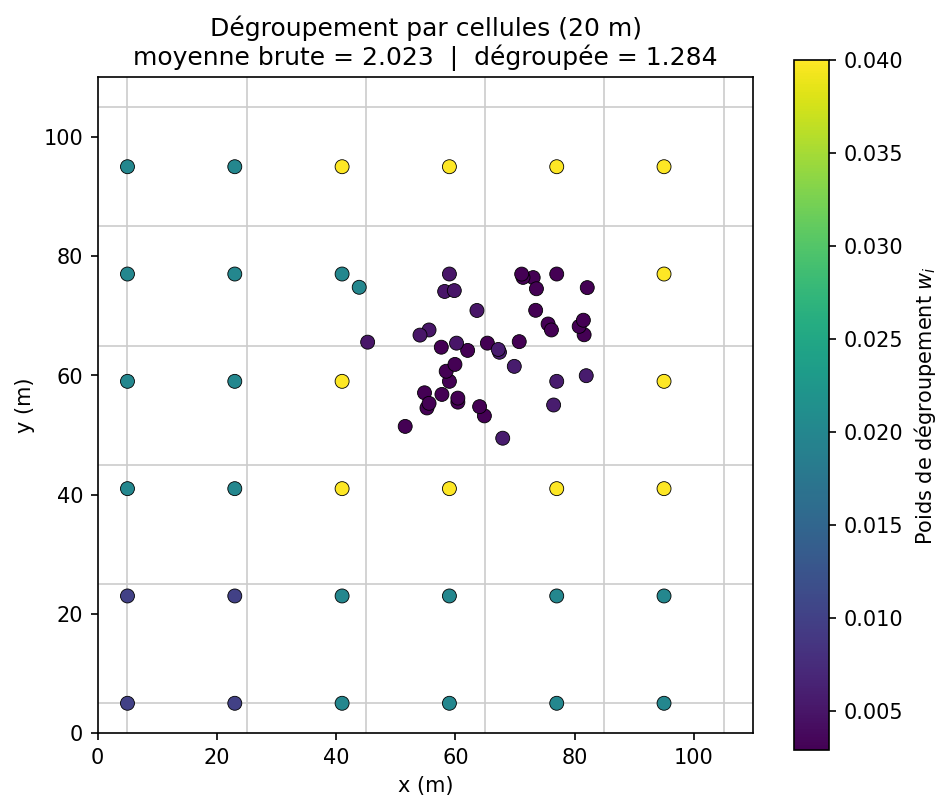 Dégroupement par cellules (20 m)
moyenne brute = 2.023 | dégroupée = 1.284
y (m)
100
80
60
40
20
0
0 20 40 60 80 100
x (m)
0.040
0.035
0.030
0.025
0.020
0.015
0.010
0.005
Poids de dégroupement wᵢ